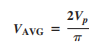 V_AVG = 2V_p / π